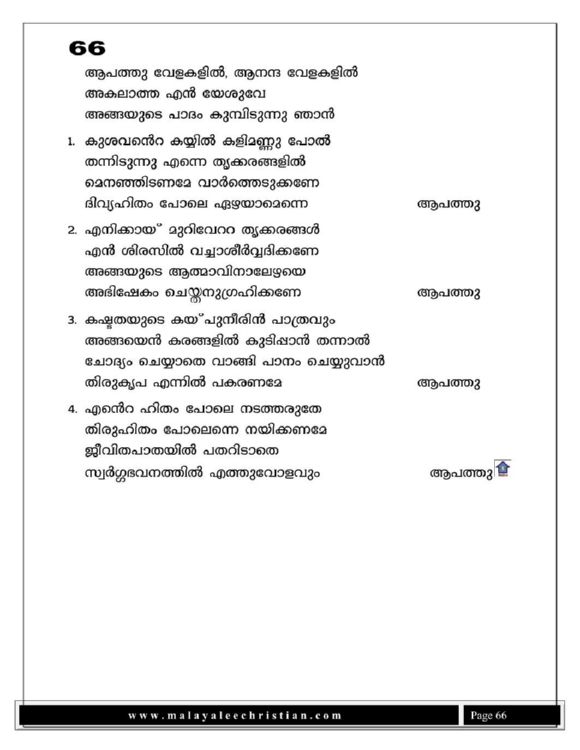 66
ആപത്തു വേളകളിൽ, ആനന്ദ വേളകളിൽ
അകലാത്ത എൻ യേശുവേ
അങ്ങയുടെ പാദം കുമ്പിടുന്നു ഞാൻ
1. കുശവൻെറ കയ്യിൽ കളിമണ്ണു പോൽ
തന്നിടുന്നു എന്നെ തൃക്കരങ്ങളിൽ
മെനഞ്ഞിടണമേ വാർത്തെടുക്കണേ
ദിവ്യഹിതം പോലെ ഏഴയാമെന്നെ ആപത്തു
2. എനിക്കായ് മുറിവേററ തൃക്കരങ്ങൾ
എൻ ശിരസിൽ വച്ചാശീർവ്വദിക്കണേ
അങ്ങയുടെ ആത്മാവിനാലേഴയെ
അഭിഷേകം ചെയ്തനുഗ്രഹിക്കണേ ആപത്തു
3. കഷ്ടതയുടെ കയ്പുനീരിൻ പാത്രവും
അങ്ങയെൻ കരങ്ങളിൽ കുടിപ്പാൻ തന്നാൽ
ചോദ്യം ചെയ്യാതെ വാങ്ങി പാനം ചെയ്യുവാൻ
തിരുകൃപ എന്നിൽ പകരണമേ ആപത്തു
4. എൻെറ ഹിതം പോലെ നടത്തരുതേ
തിരുഹിതം പോലെന്നെ നയിക്കണമേ
ജീവിതപാതയിൽ പതറിടാതെ
സ്വർഗ്ഗഭവനത്തിൽ എത്തുവോളവും ആപത്തു
www.malayaleechristian.com Page 66